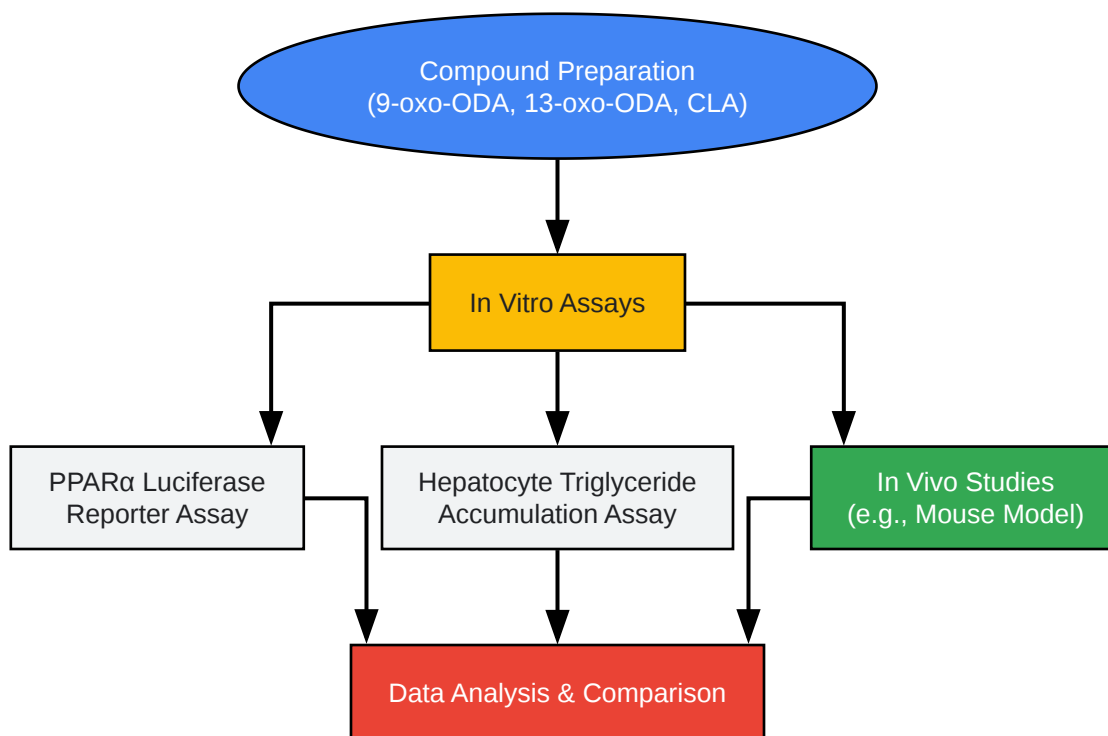 Compound Preparation
(9-oxo-ODA, 13-oxo-ODA, CLA)
In Vitro Assays
PPARα Luciferase
Reporter Assay
Hepatocyte Triglyceride
Accumulation Assay
In Vivo Studies
(e.g., Mouse Model)
Data Analysis & Comparison